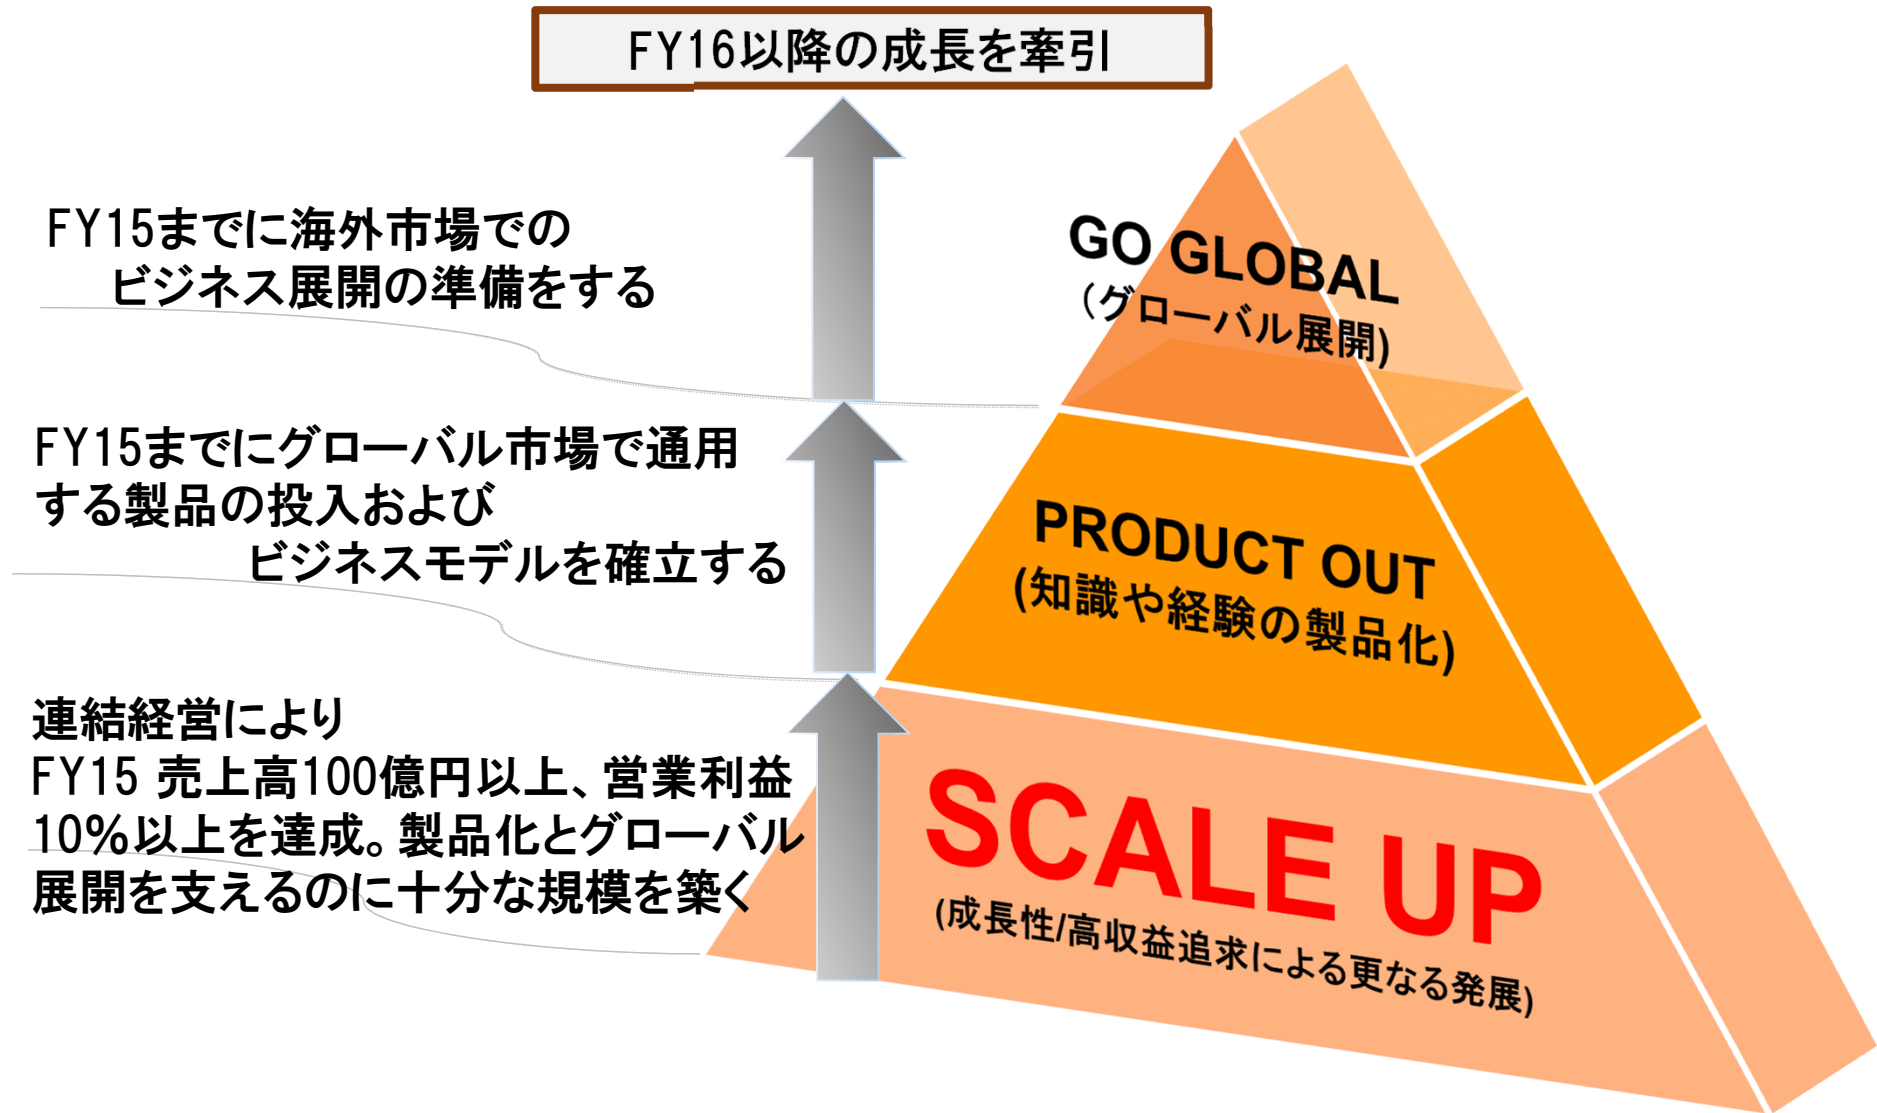 FY16以降の成長を牽引
FY15までに海外市場での
ビジネス展開の準備をする
GO GLOBAL
（グローバル展開)
FY15までにグローバル市場で通用
する製品の投入および
ビジネスモデルを確立する
PRODUCT OUT
(知識や経験の製品化)
連結経営により
FY15 売上高100億円以上、営業利益
10%以上を達成。製品化とグローバル
展開を支えるのに十分な規模を築く
SCALE UP
(成長性/高収益追求による更なる発展)